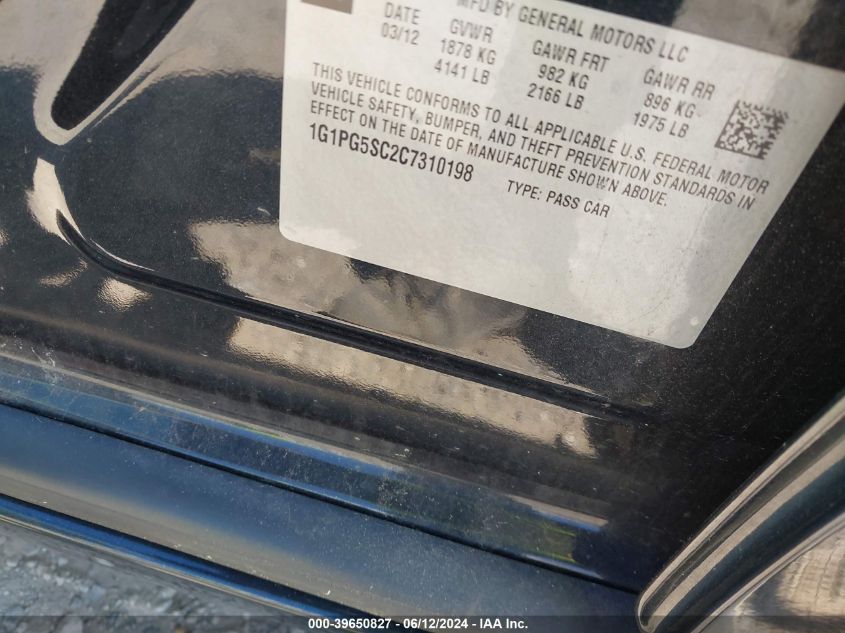 MFD BY GENERAL MOTORS LLC
DATE GVWR GAWR FRT GAWR RR
03/12 1878 KG 982 KG 896 KG
4141 LB 2166 LB 1975 LB
THIS VEHICLE CONFORMS TO ALL APPLICABLE U.S. FEDERAL MOTOR
VEHICLE SAFETY, BUMPER, AND THEFT PREVENTION STANDARDS IN
EFFECT ON THE DATE OF MANUFACTURE SHOWN ABOVE.
1G1PG5SC2C7310198
TYPE: PASS CAR
000-39650827 - 06/12/2024 - IAA Inc.